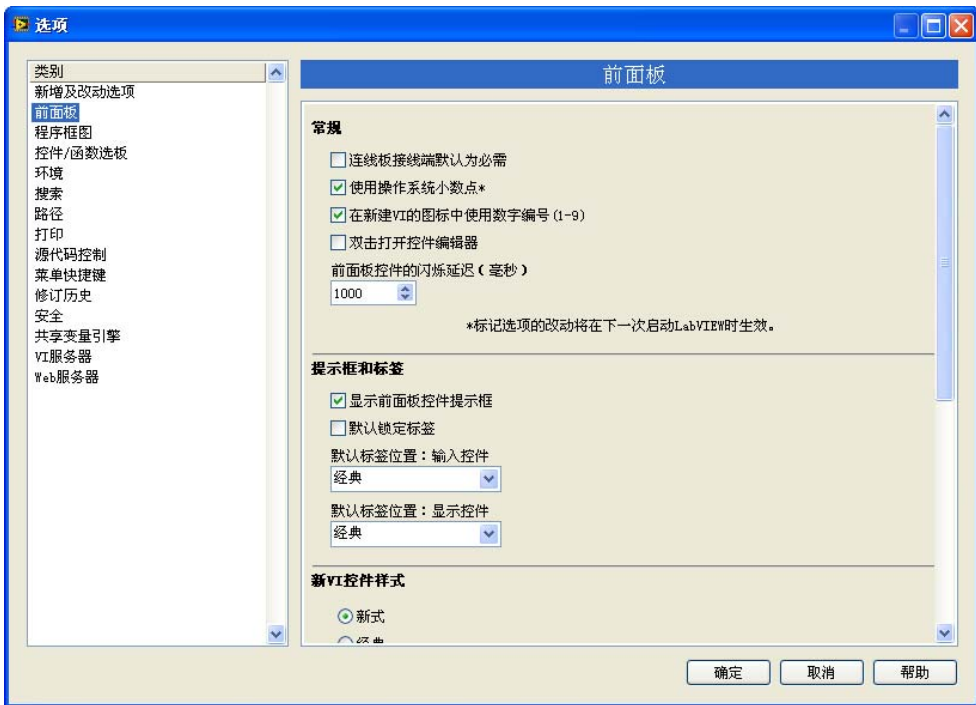 选项
类别
新增及改动选项
前面板
程序框图
控件/函数选板
环境
搜索
路径
打印
源代码控制
菜单快捷键
修订历史
安全
共享变量引擎
VI服务器
Web服务器
前面板
常规
连线板接线端默认为必需
使用操作系统小数点*
在新建VI的图标中使用数字编号(1-9)
双击打开控件编辑器
前面板控件的闪烁延迟(毫秒)
1000
*标记选项的改动将在下一次启动LabVIEW时生效。
提示框和标签
显示前面板控件提示框
默认锁定标签
默认标签位置：输入控件
经典
默认标签位置：显示控件
经典
新VI控件样式
新式
经典
确定
取消
帮助